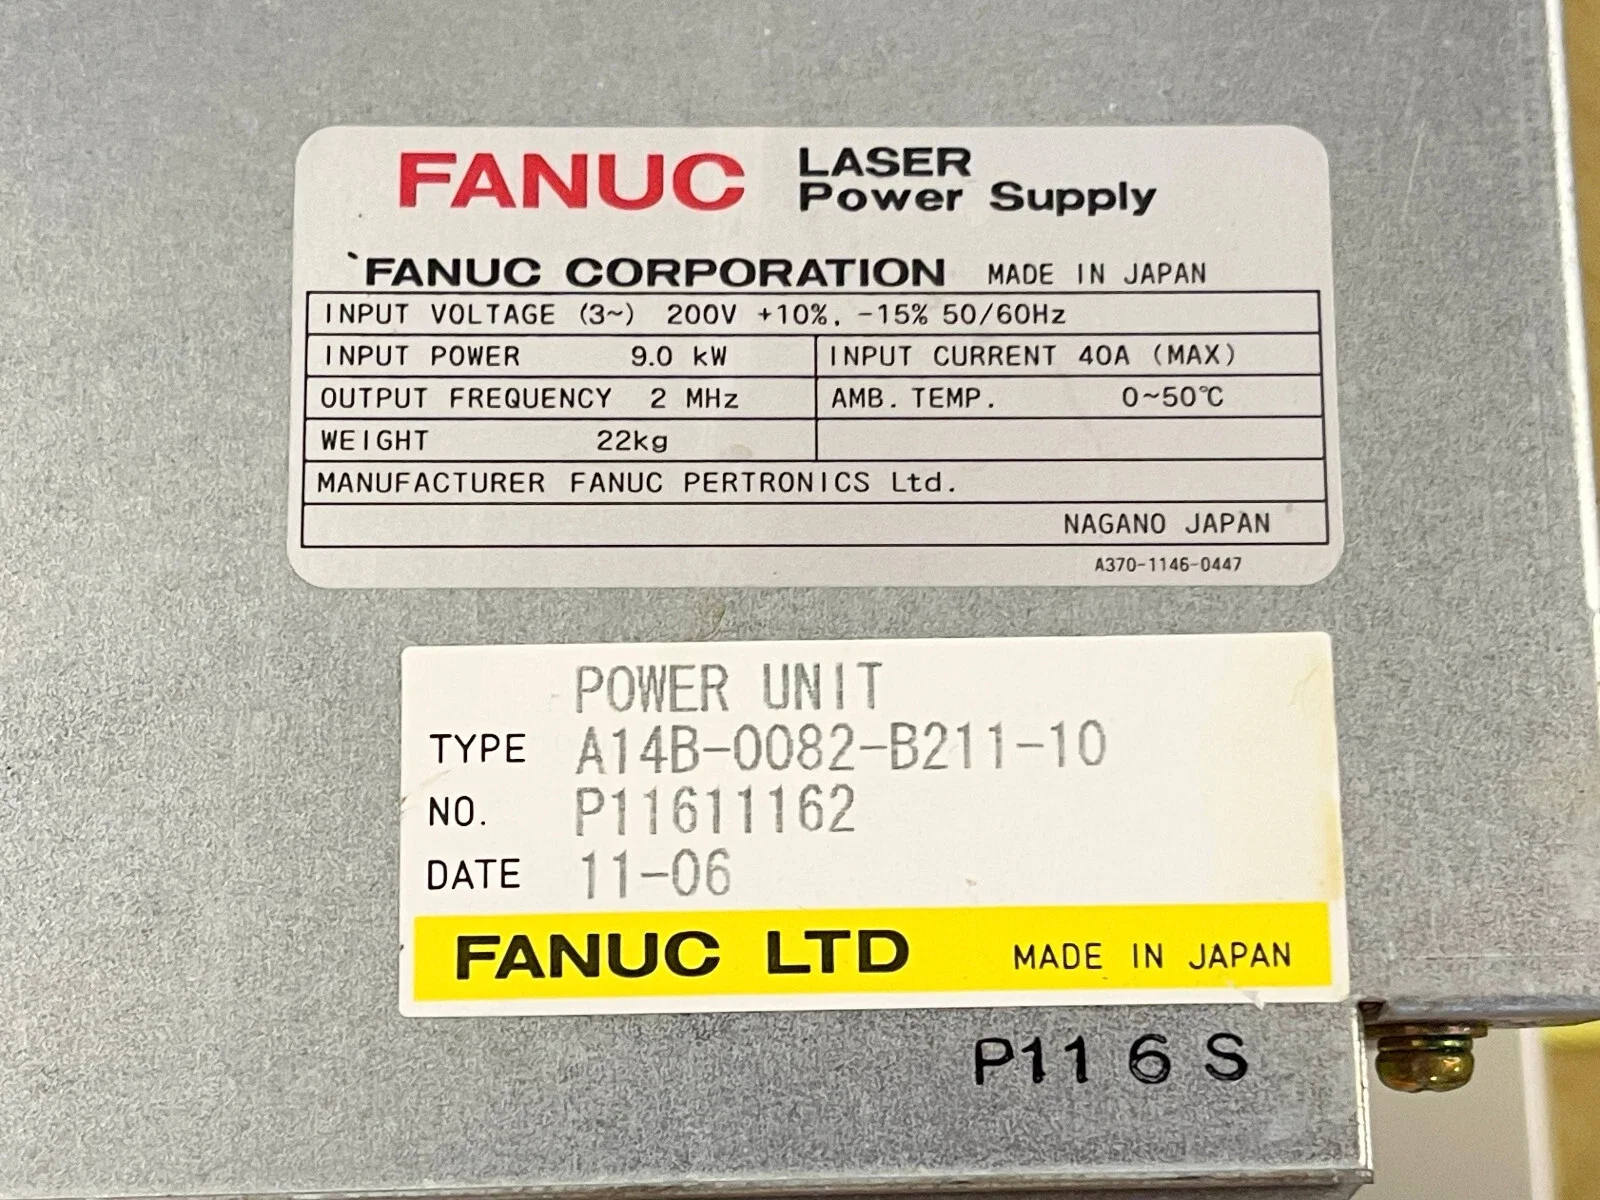 FANUC LASER
Power Supply
FANUC CORPORATION MADE IN JAPAN
INPUT VOLTAGE (3~) 200V +10%, -15% 50/60Hz
INPUT POWER 9.0 kW INPUT CURRENT 40A (MAX)
OUTPUT FREQUENCY 2 MHz AMB. TEMP. 0~50℃
WEIGHT 22kg
MANUFACTURER FANUC PERTRONICS Ltd.
NAGANO JAPAN
A370-1146-0447
POWER UNIT
TYPE A14B-0082-B211-10
NO. P11611162
DATE 11-06
FANUC LTD MADE IN JAPAN
P11 6 S